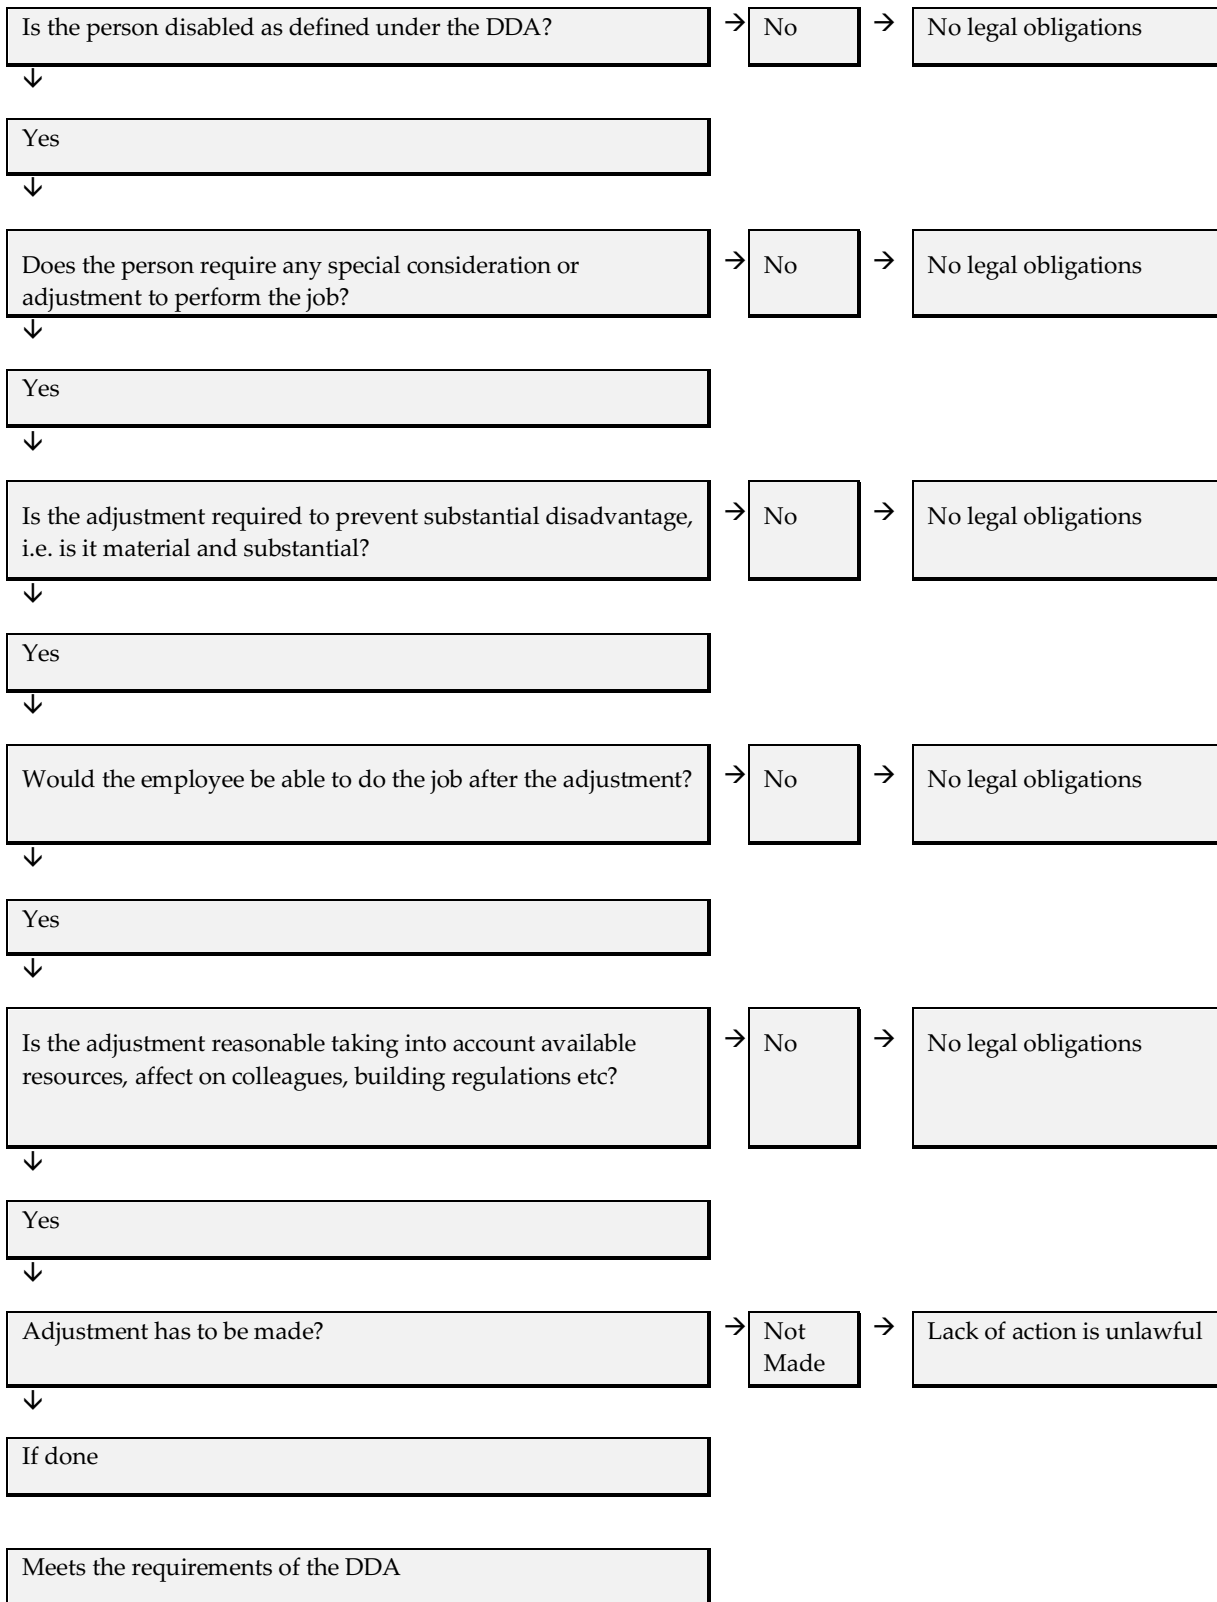 Is the person disabled as defined under the DDA? → No → No legal obligations
↓
Yes
↓
Does the person require any special consideration or
adjustment to perform the job? → No → No legal obligations
↓
Yes
↓
Is the adjustment required to prevent substantial disadvantage,
i.e. is it material and substantial? → No → No legal obligations
↓
Yes
↓
Would the employee be able to do the job after the adjustment? → No → No legal obligations
↓
Yes
↓
Is the adjustment reasonable taking into account available
resources, affect on colleagues, building regulations etc? → No → No legal obligations
↓
Yes
↓
Adjustment has to be made? → Not
Made → Lack of action is unlawful
↓
If done
Meets the requirements of the DDA